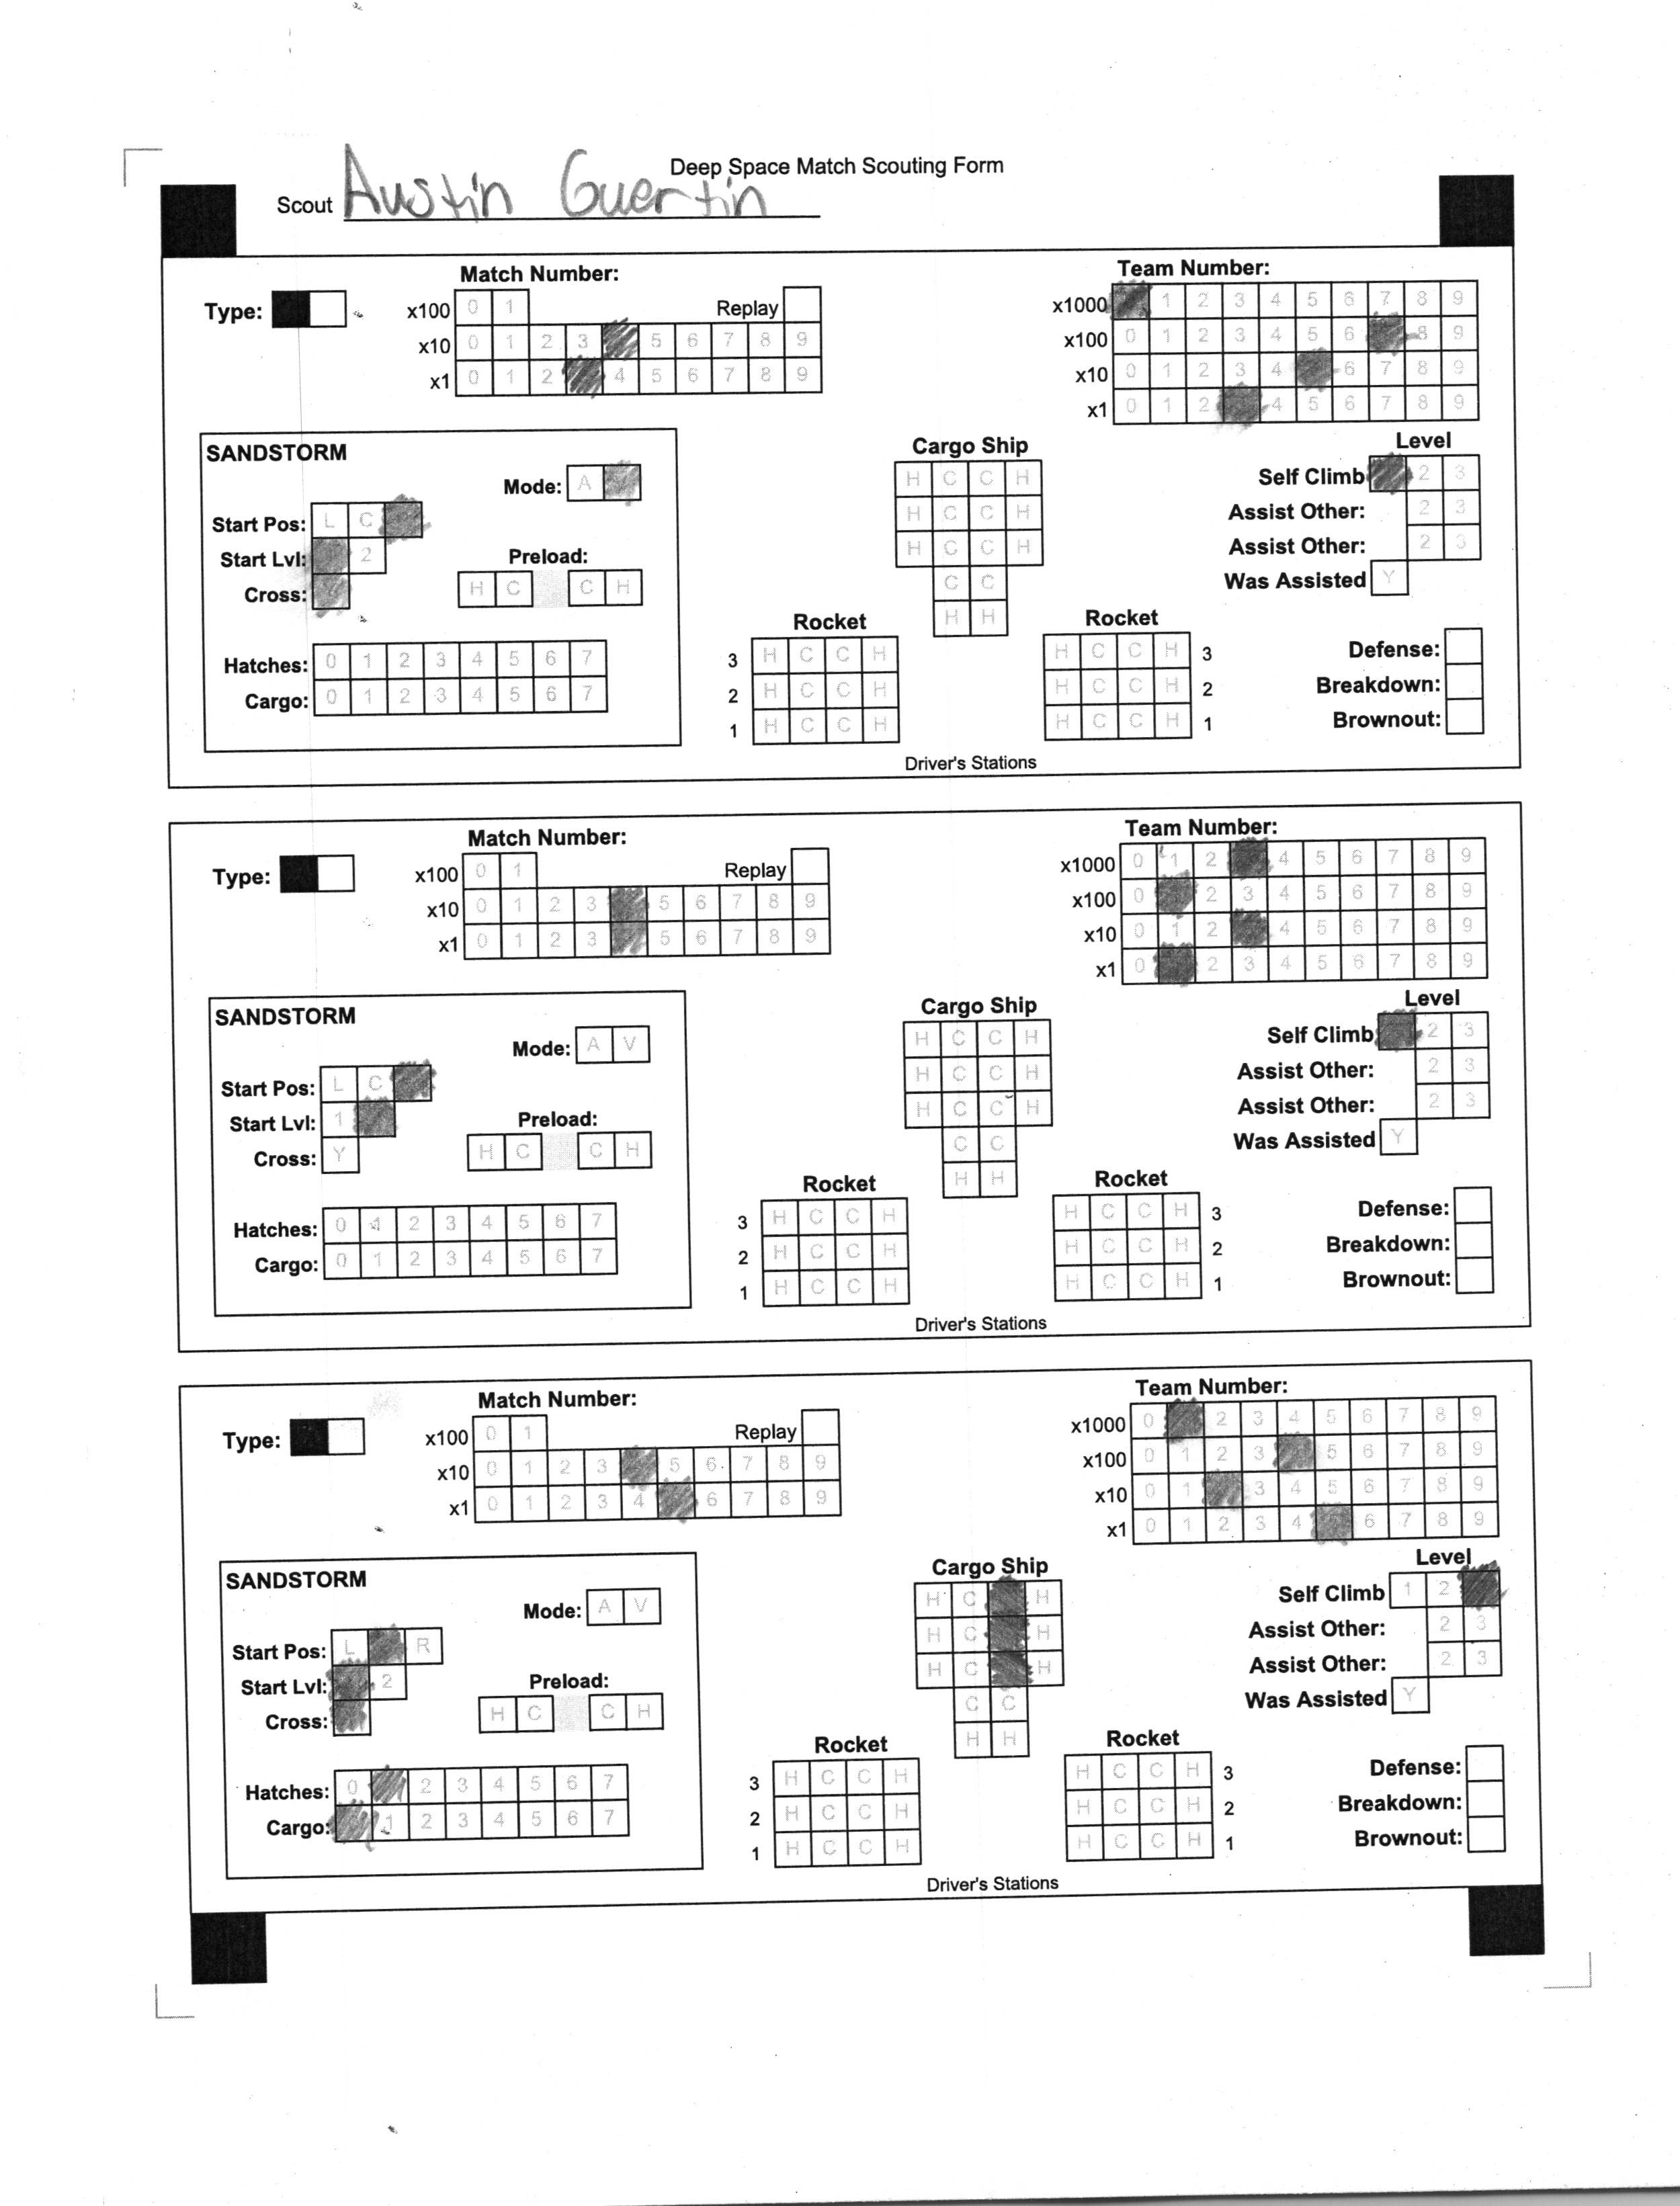 Deep Space Match Scouting Form
Scout Austin Guertin
Match Number: Team Number:
Type: x100 0 1 Replay x1000 1 2 3 4 5 6 7 8 9
x10 0 1 2 3 5 6 7 8 9 x100 0 1 2 3 4 5 6 8 9
x1 0 1 2 4 5 6 7 8 9 x10 0 1 2 3 4 6 7 8 9
x1 0 1 2 4 5 6 7 8 9
SANDSTORM Cargo Ship Level
Mode: A H C C H Self Climb 2 3
Start Pos: L C H C C H Assist Other: 2 3
Start Lvl: 2 Preload: H C C H Assist Other: 2 3
Cross: H C C H C C Was Assisted Y
H H
Rocket Rocket
Hatches: 0 1 2 3 4 5 6 7 3 H C C H H C C H 3 Defense:
Cargo: 0 1 2 3 4 5 6 7 2 H C C H H C C H 2 Breakdown:
1 H C C H H C C H 1 Brownout:
Driver's Stations
Match Number: Team Number:
Type: x100 0 1 Replay x1000 0 1 2 4 5 6 7 8 9
x10 0 1 2 3 5 6 7 8 9 x100 0 2 3 4 5 6 7 8 9
x1 0 1 2 3 5 6 7 8 9 x10 0 1 2 4 5 6 7 8 9
x1 0 2 3 4 5 6 7 8 9
SANDSTORM Cargo Ship Level
Mode: A V H C C H Self Climb 2 3
Start Pos: L C H C C H Assist Other: 2 3
Start Lvl: 1 Preload: H C C H Assist Other: 2 3
Cross: Y H C C H C C Was Assisted Y
H H
Rocket Rocket
Hatches: 0 1 2 3 4 5 6 7 3 H C C H H C C H 3 Defense:
Cargo: 0 1 2 3 4 5 6 7 2 H C C H H C C H 2 Breakdown:
1 H C C H H C C H 1 Brownout:
Driver's Stations
Match Number: Team Number:
Type: x100 0 1 Replay x1000 0 2 3 4 5 6 7 8 9
x10 0 1 2 3 5 6 7 8 9 x100 0 1 2 3 5 6 7 8 9
x1 0 1 2 3 4 6 7 8 9 x10 0 1 3 4 5 6 7 8 9
x1 0 1 2 3 4 6 7 8 9
SANDSTORM Cargo Ship Level
Mode: A V H C H Self Climb 1 2
Start Pos: L R H C H Assist Other: 2 3
Start Lvl: 2 Preload: H C H Assist Other: 2 3
Cross: H C C H C C Was Assisted Y
H H
Rocket Rocket
Hatches: 0 2 3 4 5 6 7 3 H C C H H C C H 3 Defense:
Cargo: 1 2 3 4 5 6 7 2 H C C H H C C H 2 Breakdown:
1 H C C H H C C H 1 Brownout:
Driver's Stations